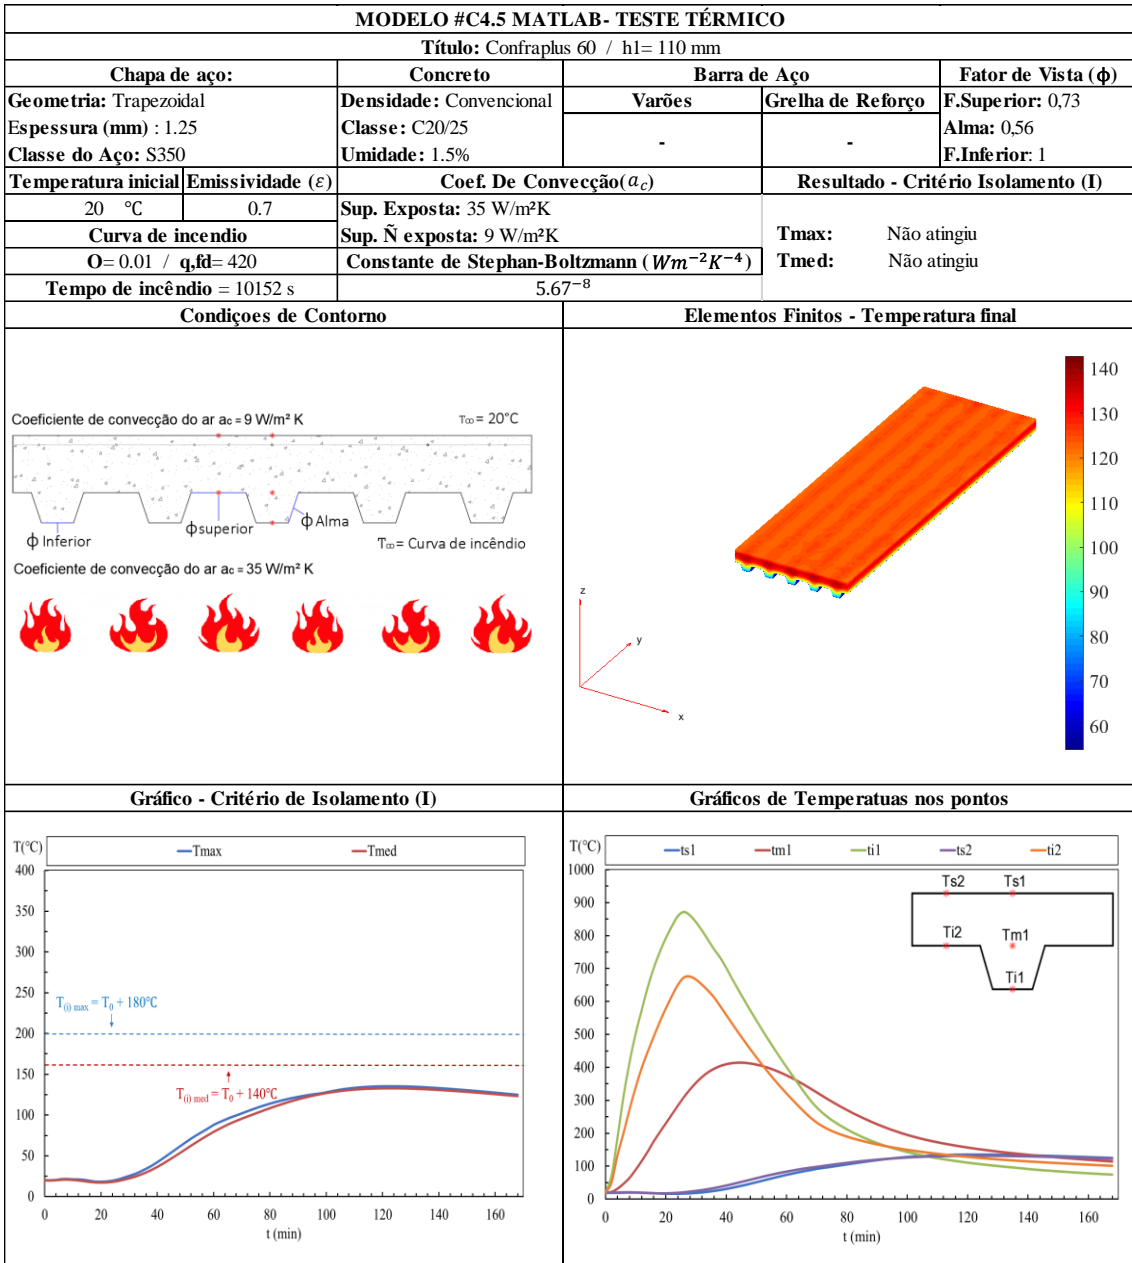 MODELO #C4.5 MATLAB- TESTE TÉRMICO
Título: Confraplus 60 / h1= 110 mm
Chapa de aço:
Concreto
Barra de Aço
Fator de Vista (ϕ)
Geometria: Trapezoidal
Espessura (mm) : 1.25
Classe do Aço: S350
Densidade: Convencional
Classe: C20/25
Umidade: 1.5%
Varões
-
Grelha de Reforço
-
F.Superior: 0,73
Alma: 0,56
F.Inferior: 1
Temperatura inicial
Emissividade (ε)
Coef. De Convecção(a_c)
Resultado - Critério Isolamento (I)
20 °C
0.7
Sup. Exposta: 35 W/m²K
Sup. Ñ exposta: 9 W/m²K
Tmax: Não atingiu
Tmed: Não atingiu
Curva de incendio
O= 0.01 / q,fd= 420
Constante de Stephan-Boltzmann (Wm⁻²K⁻⁴)
Tempo de incêndio = 10152 s
5.67⁻⁸
Condiçoes de Contorno
Elementos Finitos - Temperatura final
Coeficiente de convecção do ar ac = 9 W/m² K
T∞ = 20°C
ϕ Inferior
ϕsuperior
ϕ Alma
T∞= Curva de incêndio
Coeficiente de convecção do ar ac = 35 W/m² K
z
y
x
140
130
120
110
100
90
80
70
60
Gráfico - Critério de Isolamento (I)
Gráficos de Temperatuas nos pontos
T(°C)
Tmax
Tmed
400
350
300
250
200
150
100
50
0
T(i) max = T0 + 180°C
T(i) med = T0 + 140°C
0 20 40 60 80 100 120 140 160
t (min)
T(°C)
ts1
tm1
ti1
ts2
ti2
1000
900
800
700
600
500
400
300
200
100
0
Ts2 Ts1
Ti2 Tm1
Ti1
0 20 40 60 80 100 120 140 160
t (min)